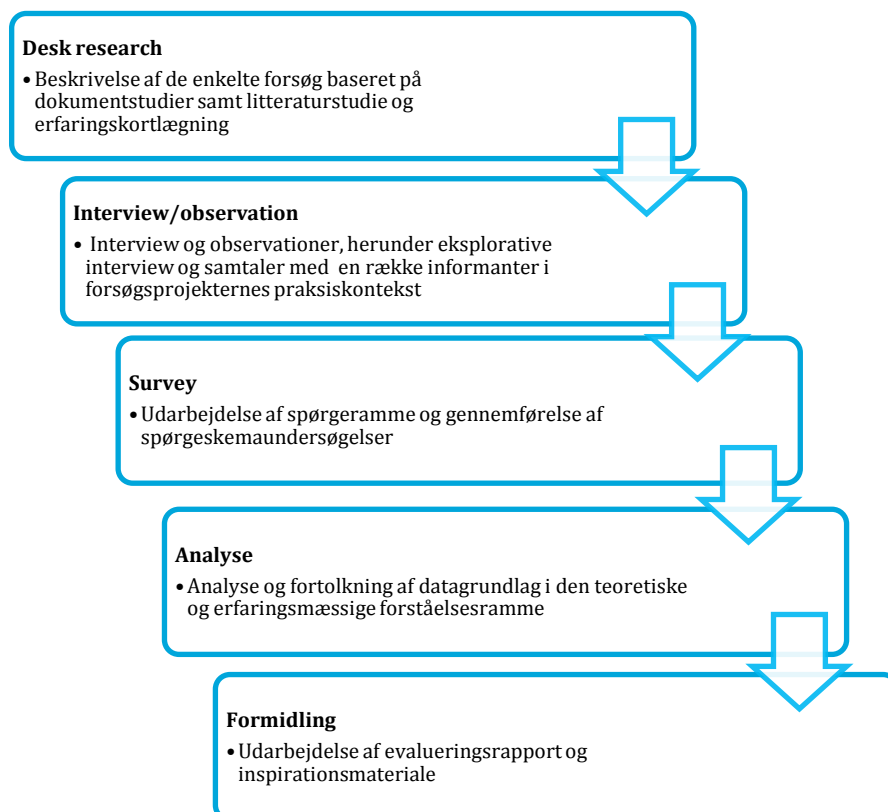 Desk research
• Beskrivelse af de enkelte forsøg baseret på
dokumentstudier samt litteraturstudie og
erfaringskortlægning
Interview/observation
• Interview og observationer, herunder eksplorative
interview og samtaler med en række informanter i
forsøgsprojekternes praksiskontekst
Survey
• Udarbejdelse af spørgeramme og gennemførelse af
spørgeskemaundersøgelser
Analyse
• Analyse og fortolkning af datagrundlag i den teoretiske
og erfaringsmæssige forståelsesramme
Formidling
• Udarbejdelse af evalueringsrapport og
inspirationsmateriale